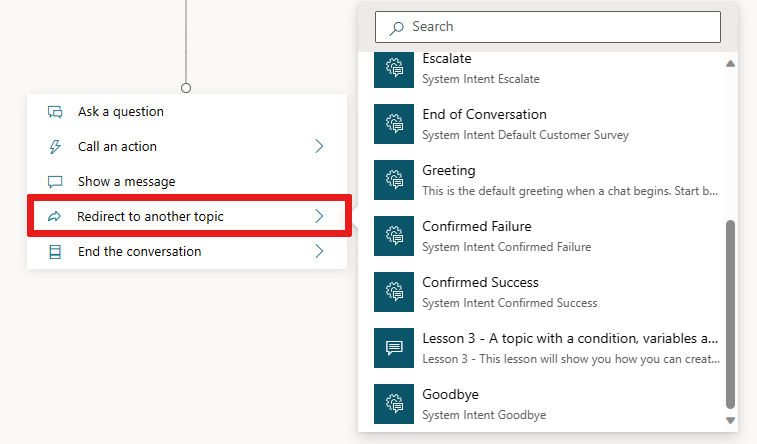 Ask a question
Call an action
Show a message
Redirect to another topic
End the conversation
Search
Escalate
System Intent Escalate
End of Conversation
System Intent Default Customer Survey
Greeting
This is the default greeting when a chat begins. Start b...
Confirmed Failure
System Intent Confirmed Failure
Confirmed Success
System Intent Confirmed Success
Lesson 3 - A topic with a condition, variables a...
Lesson 3 - This lesson will show you how you can creat...
Goodbye
System Intent Goodbye